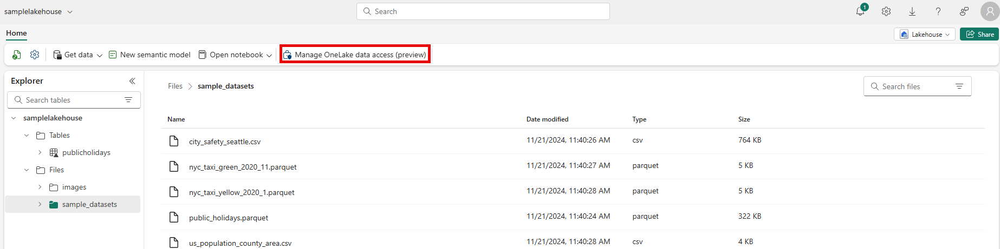 samplelakehouse
Search
1
Home
Lakehouse
Share
Get data
New semantic model
Open notebook
Manage OneLake data access (preview)
Explorer
Search tables
samplelakehouse
Tables
publicholidays
Files
images
sample_datasets
Files > sample_datasets
Search files
Name Date modified Type Size
city_safety_seattle.csv 11/21/2024, 11:40:26 AM csv 764 KB
nyc_taxi_green_2020_11.parquet 11/21/2024, 11:40:27 AM parquet 5 KB
nyc_taxi_yellow_2020_1.parquet 11/21/2024, 11:40:28 AM parquet 5 KB
public_holidays.parquet 11/21/2024, 11:40:24 AM parquet 322 KB
us_population_county_area.csv 11/21/2024, 11:40:28 AM csv 4 KB